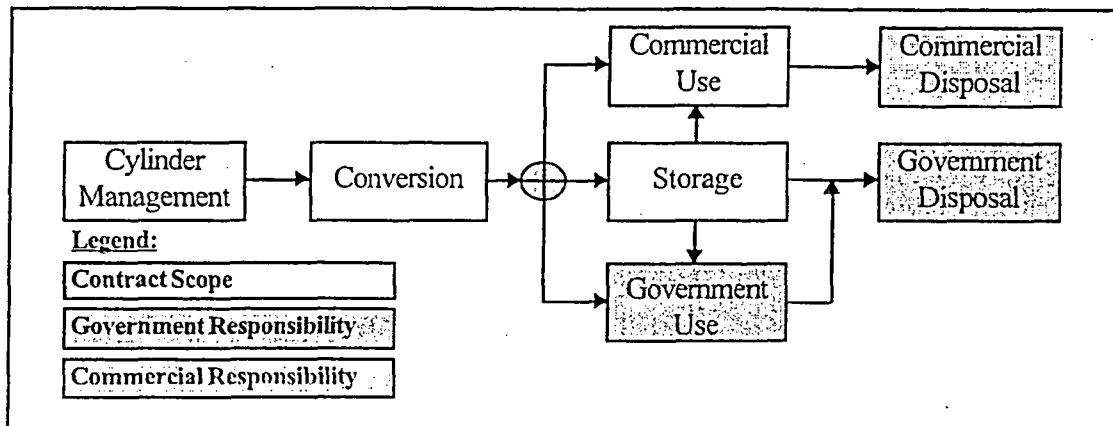 Commercial
Use
Commercial
Disposal
Cylinder
Management
Conversion
Storage
Government
Disposal
Government
Use
Legend:
Contract Scope
Government Responsibility
Commercial Responsibility